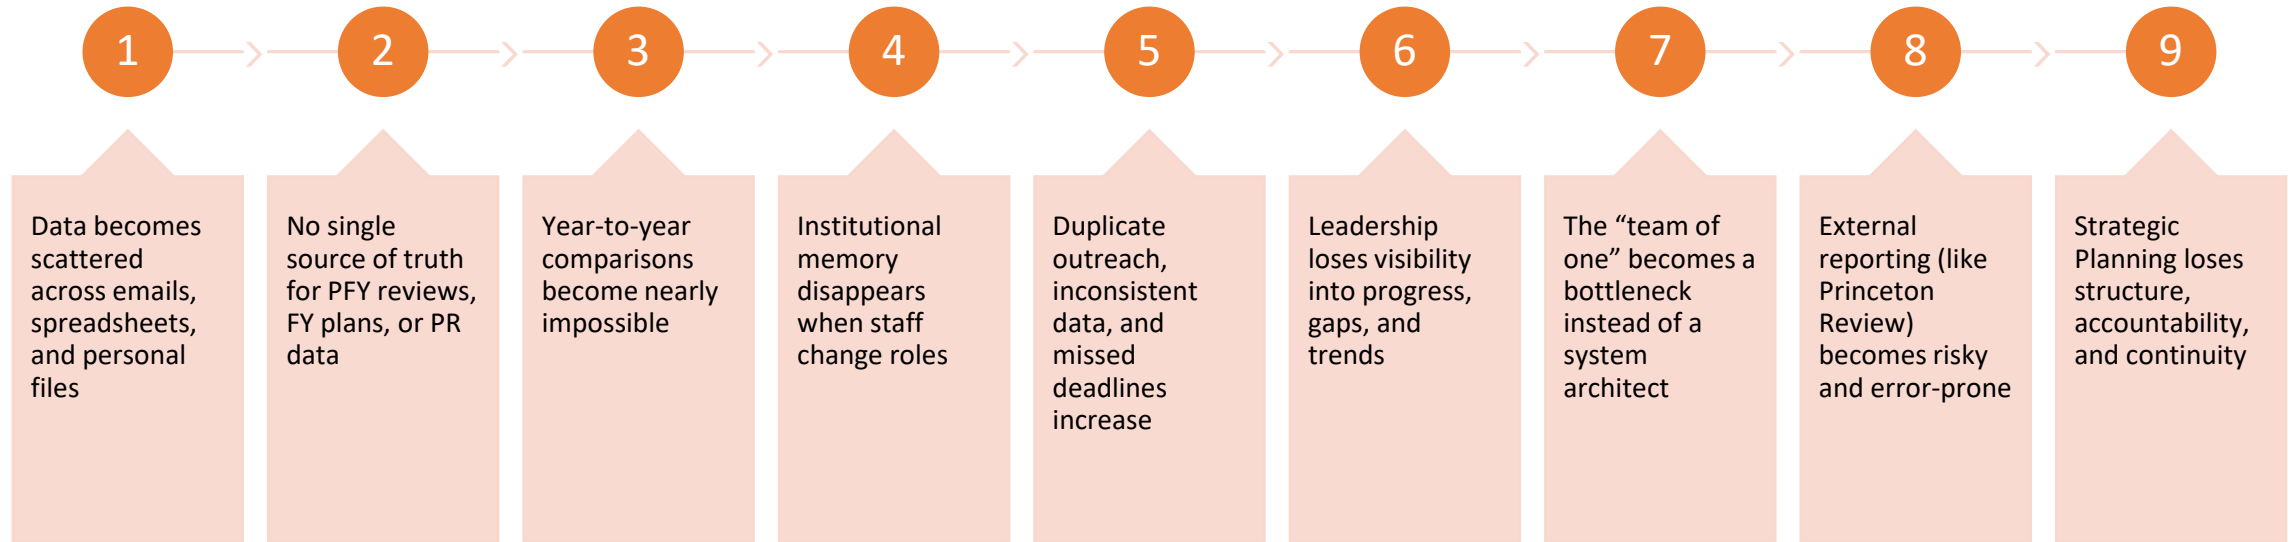 1
2
3
4
5
6
7
8
9
Data becomes
scattered
across emails,
spreadsheets,
and personal
files
No single
source of truth
for PFY reviews,
FY plans, or PR
data
Year-to-year
comparisons
become nearly
impossible
Institutional
memory
disappears
when staff
change roles
Duplicate
outreach,
inconsistent
data, and
missed
deadlines
increase
Leadership
loses visibility
into progress,
gaps, and
trends
The “team of
one” becomes a
bottleneck
instead of a
system
architect
External
reporting (like
Princeton
Review)
becomes risky
and error-prone
Strategic
Planning loses
structure,
accountability,
and continuity